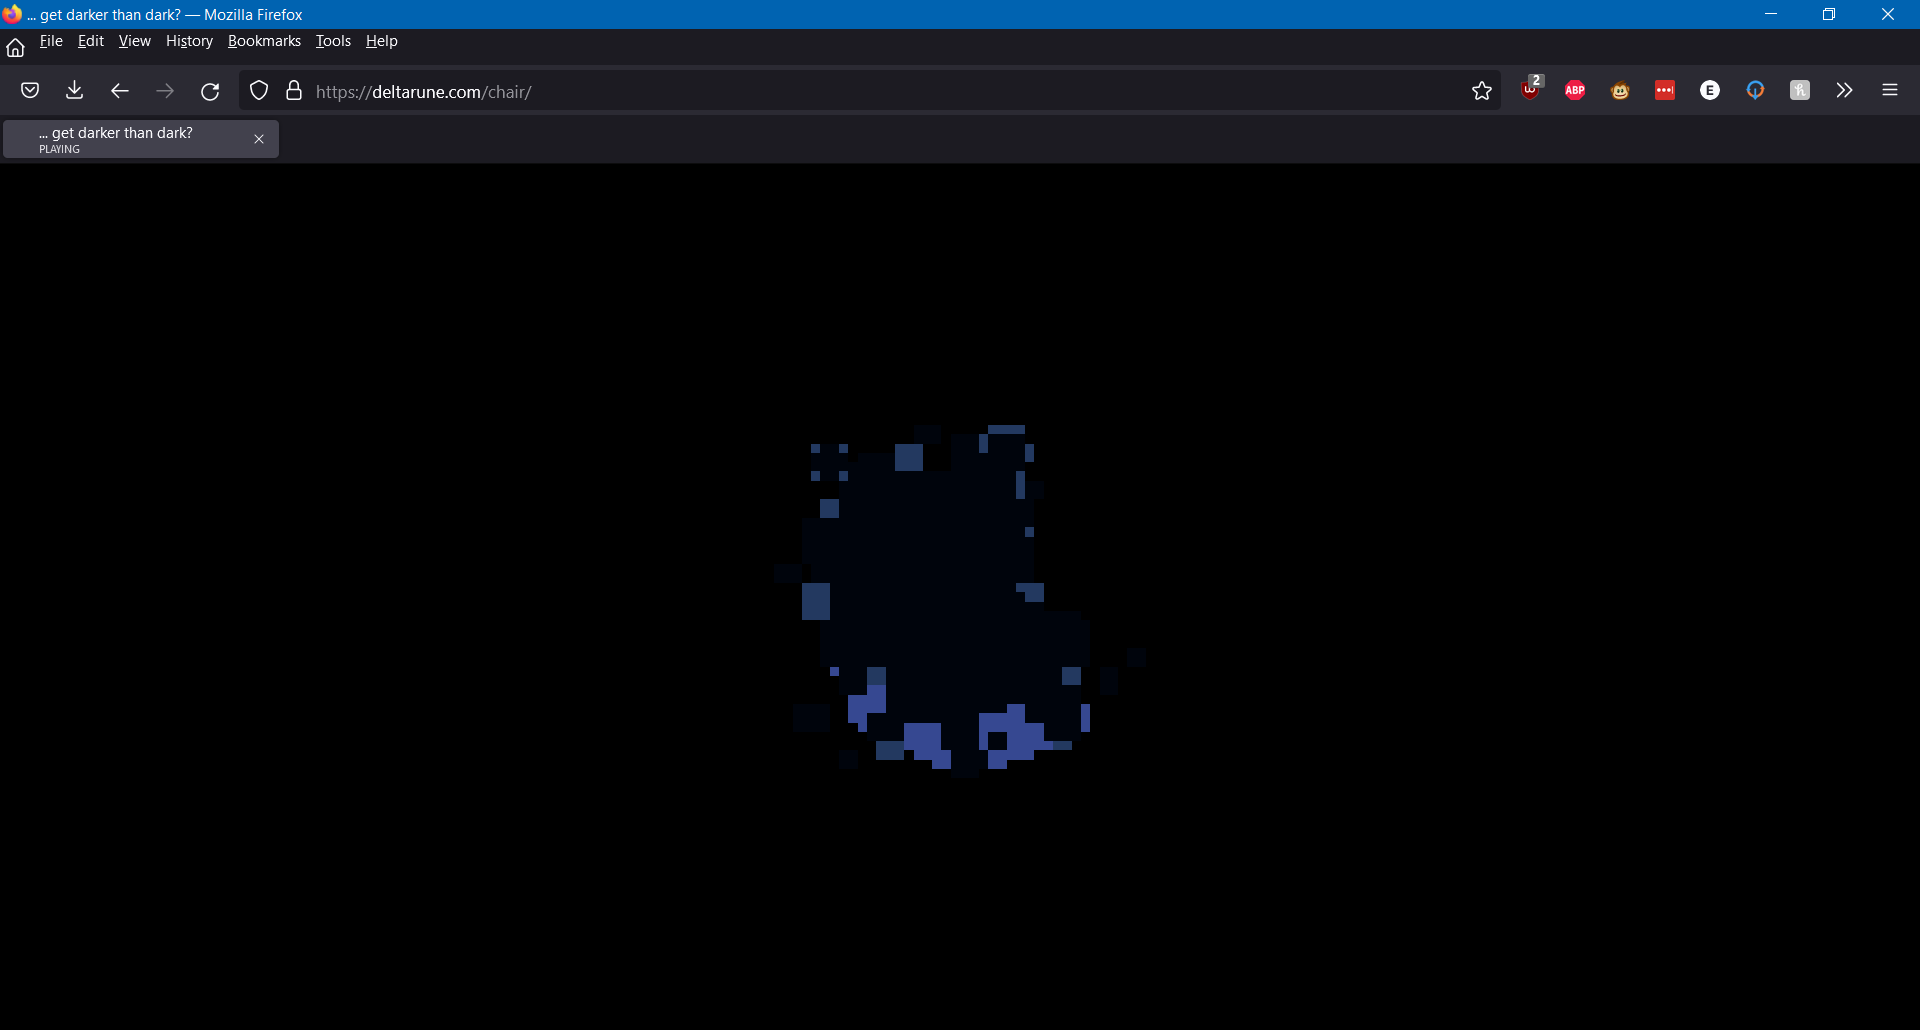 ... get darker than dark? — Mozilla Firefox
File Edit View History Bookmarks Tools Help
https://deltarune.com/chair/
2
ABP
E
... get darker than dark?
PLAYING